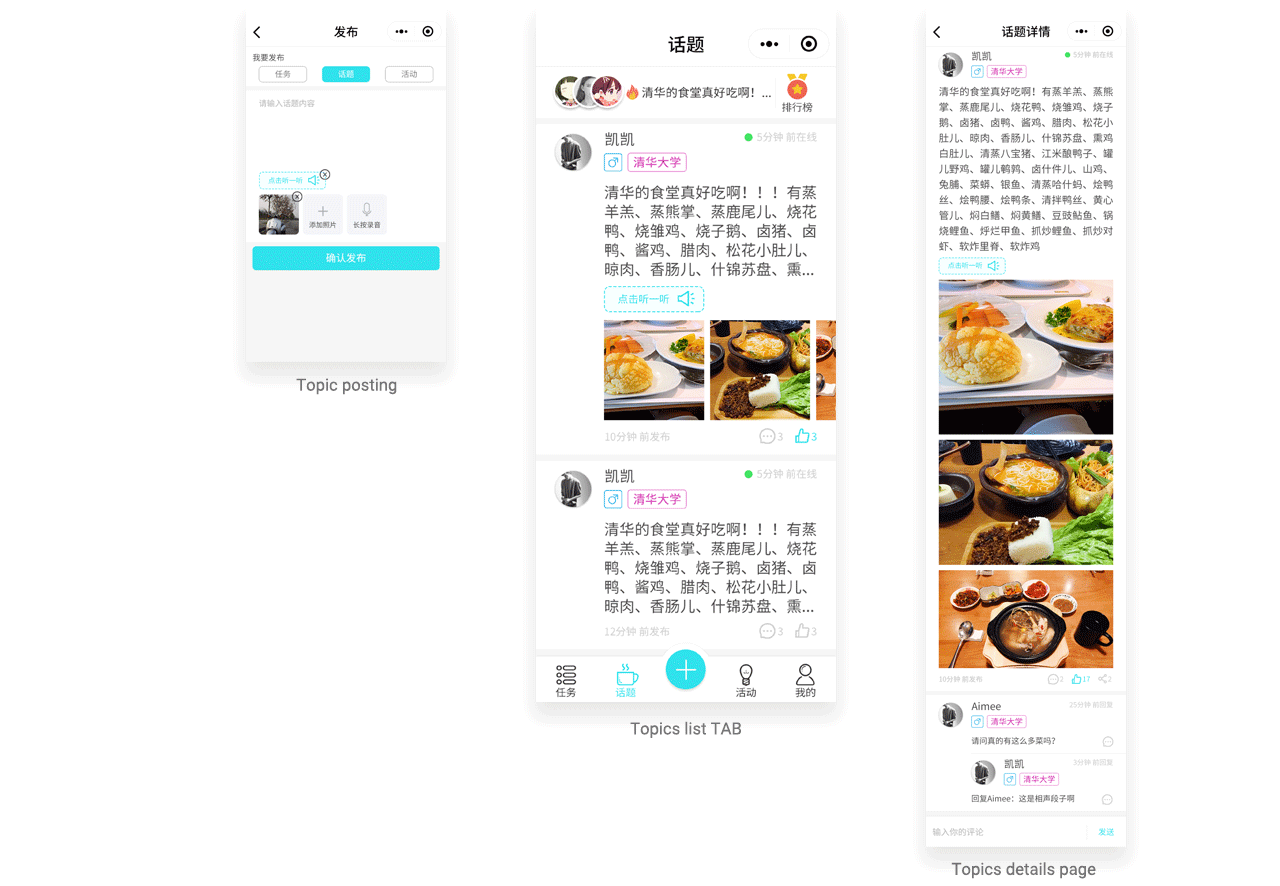 发布
我要发布
任务
话题
活动
请输入话题内容
点击听一听
添加照片
长按录音
确认发布
Topic posting
话题
清华的食堂真好吃啊！...
排行榜
凯凯
5分钟 前在线
清华大学
清华的食堂真好吃啊！！！有蒸
羊羔、蒸熊掌、蒸鹿尾儿、烧花
鸭、烧雏鸡、烧子鹅、卤猪、卤
鸭、酱鸡、腊肉、松花小肚儿、
晾肉、香肠儿、什锦苏盘、熏...
点击听一听
10分钟 前发布
3
3
凯凯
5分钟 前在线
清华大学
清华的食堂真好吃啊！！！有蒸
羊羔、蒸熊掌、蒸鹿尾儿、烧花
鸭、烧雏鸡、烧子鹅、卤猪、卤
鸭、酱鸡、腊肉、松花小肚儿、
晾肉、香肠儿、什锦苏盘、熏...
12分钟 前发布
3
3
任务
话题
活动
我的
Topics list TAB
话题详情
凯凯
5分钟 前在线
清华大学
清华的食堂真好吃啊！有蒸羊羔、蒸熊
掌、蒸鹿尾儿、烧花鸭、烧雏鸡、烧子
鹅、卤猪、卤鸭、酱鸡、腊肉、松花小
肚儿、晾肉、香肠儿、什锦苏盘、熏鸡
白肚儿、清蒸八宝猪、江米酿鸭子、罐
儿野鸡、罐儿鹌鹑、卤什件儿、山鸡、
兔脯、菜蟒、银鱼、清蒸哈什蚂、烩鸭
丝、烩鸭腰、烩鸭条、清拌鸭丝、黄心
管儿、焖白鳝、焖黄鳝、豆豉鲇鱼、锅
烧鲤鱼、烀烂甲鱼、抓炒鲤鱼、抓炒对
虾、软炸里脊、软炸鸡
点击听一听
10分钟 前发布
2
17
2
Aimee
25分钟 前回复
清华大学
请问真的有这么多菜吗？
凯凯
3分钟 前回复
清华大学
回复Aimee：这是相声段子啊
输入你的评论
发送
Topics details page